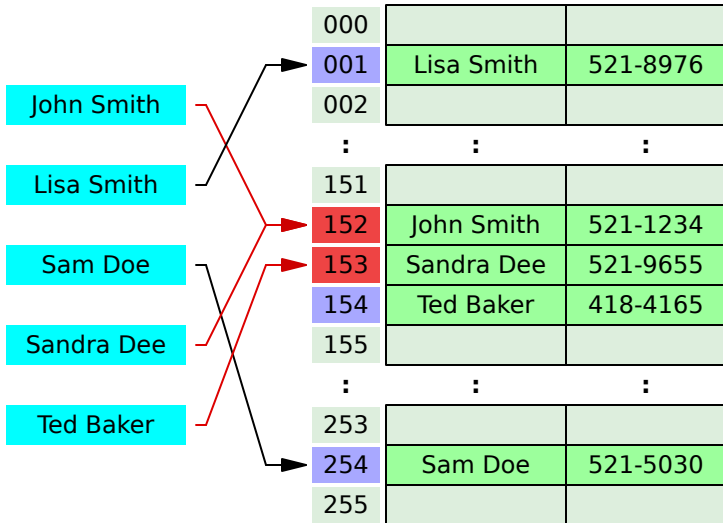 000
001 Lisa Smith 521-8976
John Smith 002
: : :
Lisa Smith 151
152 John Smith 521-1234
Sam Doe 153 Sandra Dee 521-9655
154 Ted Baker 418-4165
Sandra Dee 155
: : :
Ted Baker 253
254 Sam Doe 521-5030
255